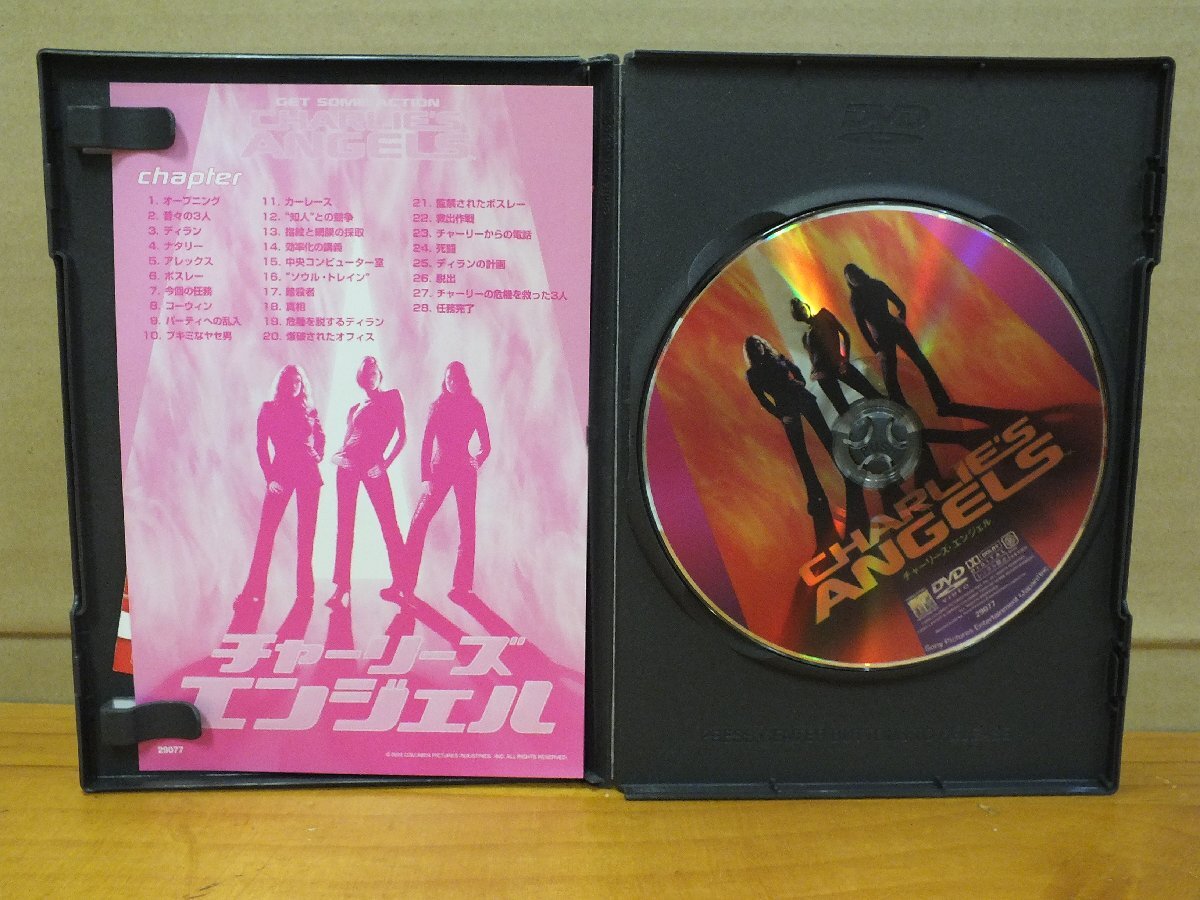 GET SOME ACTION
CHARLIE'S
ANGELS
chapter
1. オープニング
2. 昔々の3人
3. ディラン
4. ナタリー
5. アレックス
6. ボスレー
7. 今回の任務
8. コーウィン
9. パーティへの乱入
10. ブキミなヤセ男
11. カーレース
12. "知人"との競争
13. 指紋と網膜の採取
14. 効率化の講義
15. 中央コンピューター室
16. "ソウル・トレイン"
17. 暗殺者
18. 真相
19. 危機を脱するディラン
20. 爆破されたオフィス
21. 監禁されたボスレー
22. 救出作戦
23. チャーリーからの電話
24. 死闘
25. ディランの計画
26. 脱出
27. チャーリーの危機を救った3人
28. 任務完了
チャーリーズ
エンジェル
29077
COLUMBIA PICTURES INDUSTRIES, INC. ALL RIGHTS RESERVED.
DVD
CHARLIE'S
ANGELS
チャーリーズ・エンジェル
DVD
VIDEO
29077
Sony Pictures Entertainment